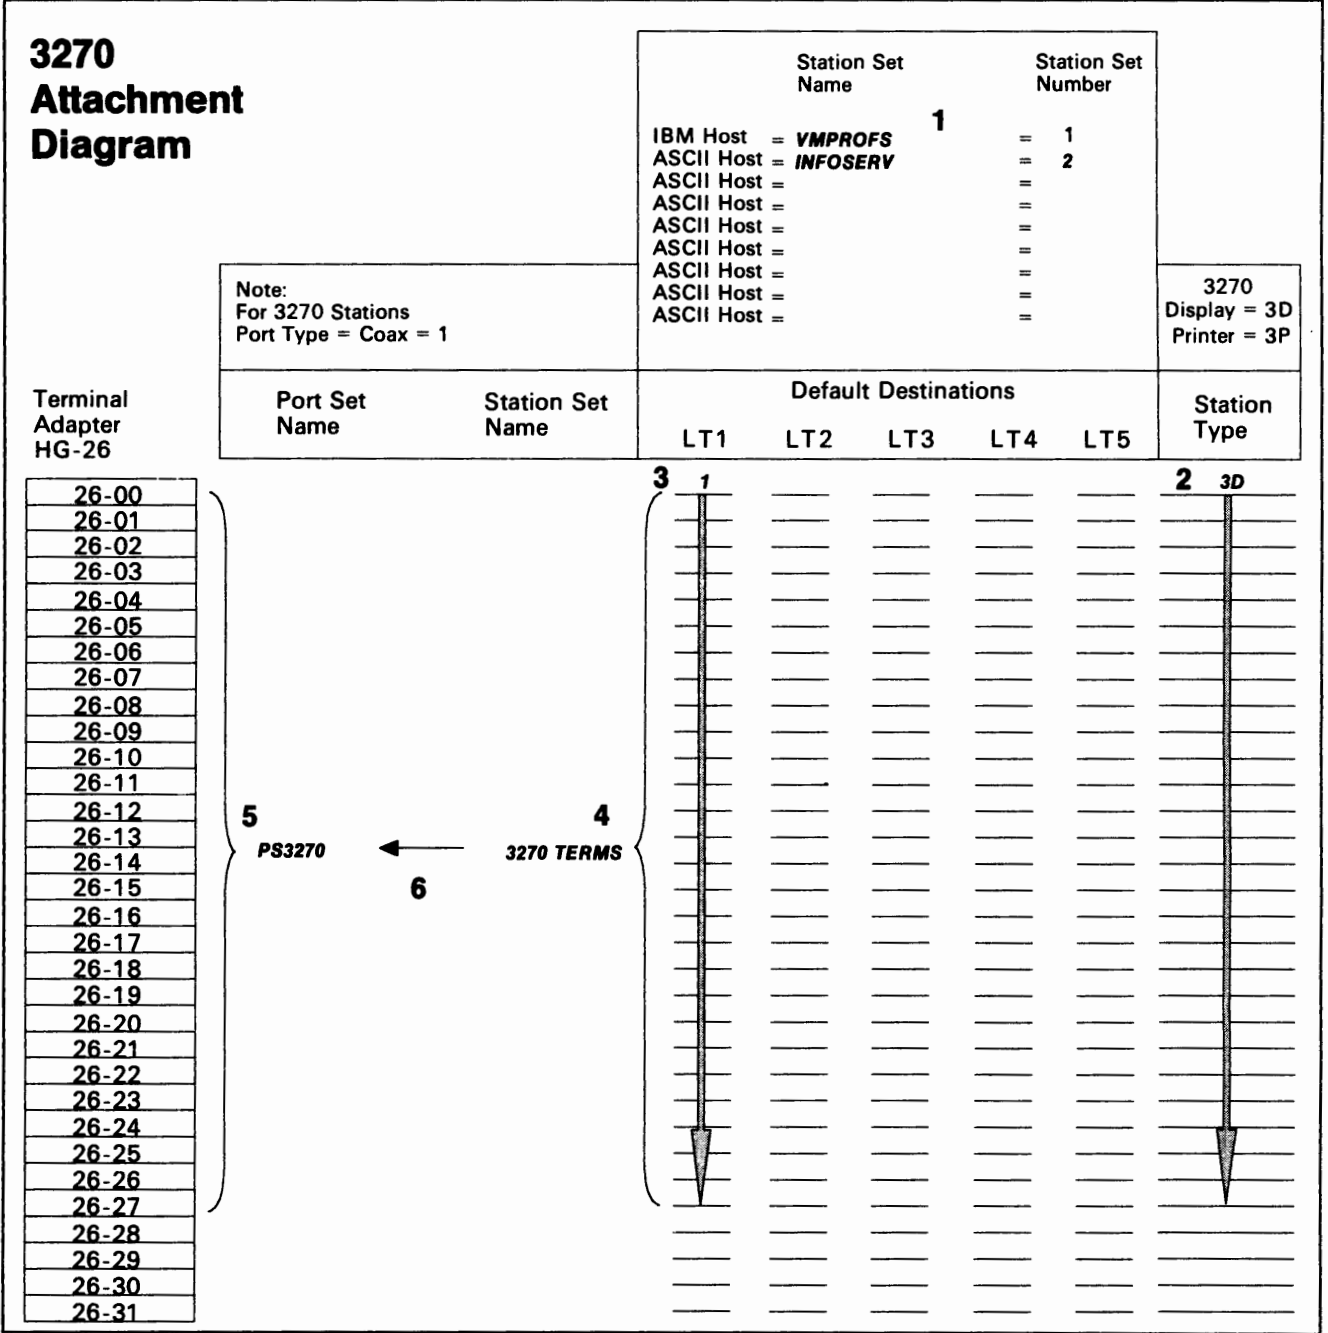 3270
Attachment
Diagram
Station Set Name Station Set Number
1
IBM Host = VMPROFS = 1
ASCII Host = INFOSERV = 2
ASCII Host = =
ASCII Host = =
ASCII Host = =
ASCII Host = =
ASCII Host = =
ASCII Host = =
ASCII Host = =
Note:
For 3270 Stations
Port Type = Coax = 1
3270
Display = 3D
Printer = 3P
Terminal
Adapter
HG-26
Port Set
Name
Station Set
Name
Default Destinations
LT1 LT2 LT3 LT4 LT5
Station
Type
3 1 2 3D
26-00
26-01
26-02
26-03
26-04
26-05
26-06
26-07
26-08
26-09
26-10
26-11
26-12
5 4
26-13
PS3270 3270 TERMS
26-14
26-15
6
26-16
26-17
26-18
26-19
26-20
26-21
26-22
26-23
26-24
26-25
26-26
26-27
26-28
26-29
26-30
26-31